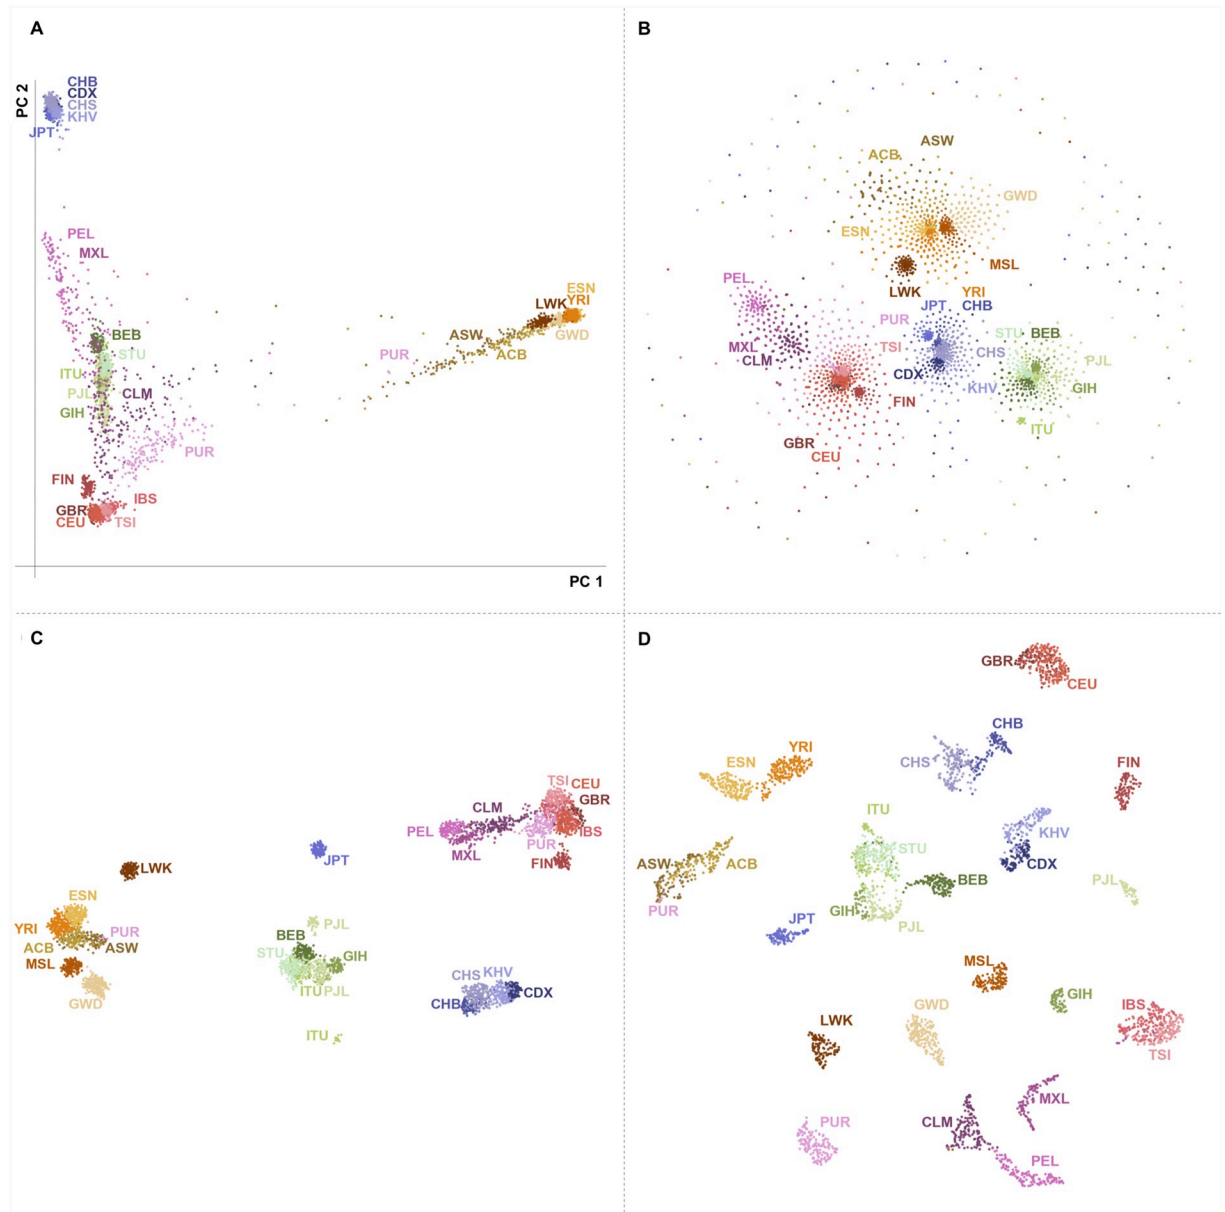 A
CHB
CDX
CHS
KHV
JPT
PC 2
PEL
MXL
BEB
STU
ITU
PJL
CLM
GIH
PUR
FIN
IBS
GBR
CEU
TSI
PUR
ASW
ACB
LWK
ESN
YRI
GWD
PC 1
B
ASW
ACB
GWD
ESN
MSL
LWK
YRI
PEL
JPT
CHB
PUR
STU
BEB
MXL
TSI
CHS
PJL
CLM
CDX
KHV
GIH
FIN
ITU
GBR
CEU
C
TSI
CEU
CLM
GBR
PEL
IBS
MXL
PUR
FIN
JPT
LWK
ESN
YRI
PUR
ACB
ASW
MSL
GWD
PJL
BEB
STU
GIH
ITU
PJL
ITU
CHS
KHV
CHB
CDX
D
GBR
CEU
CHB
CHS
YRI
ESN
FIN
ITU
KHV
STU
CDX
ASW
ACB
BEB
PJL
PUR
GIH
PJL
JPT
MSL
GIH
GWD
IBS
LWK
TSI
MXL
PUR
CLM
PEL